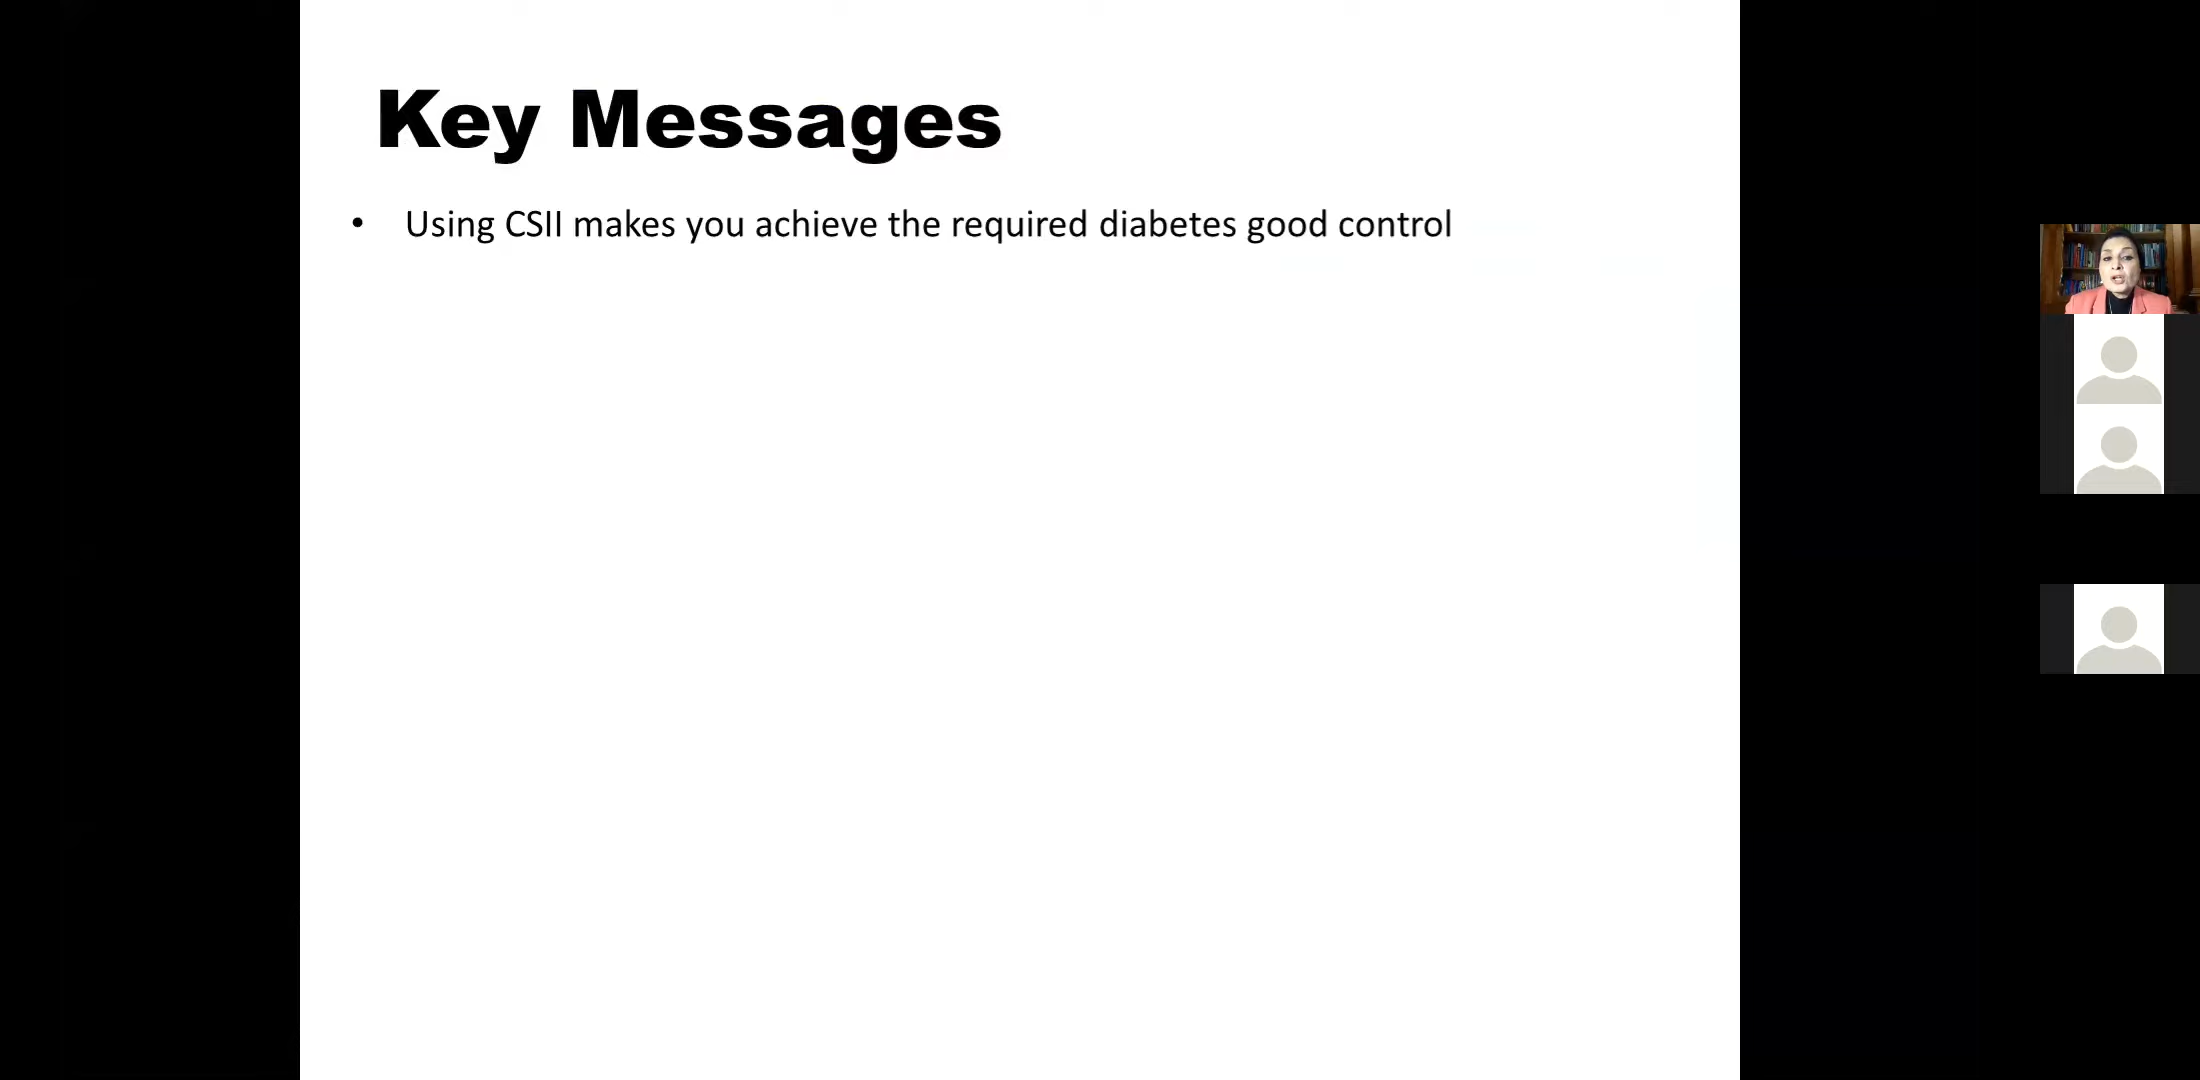 Key Messages
• Using CSII makes you achieve the required diabetes good control